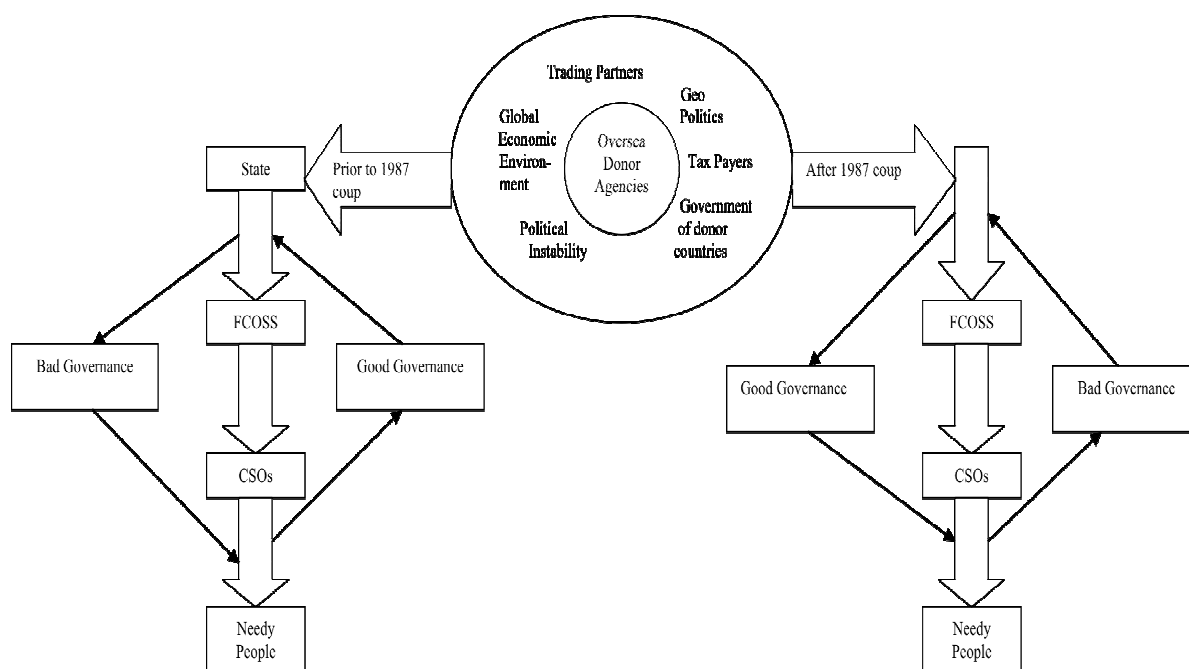 Trading Partners
Geo
Politics
Global
Economic
Environ-
ment
Oversea
Donor
Agencies
Tax Payers
Political
Instability
Government
of donor
countries
Prior to 1987
coup
After 1987 coup
State
FCOSS
Bad Governance
Good Governance
CSOs
Needy
People
FCOSS
Good Governance
Bad Governance
CSOs
Needy
People